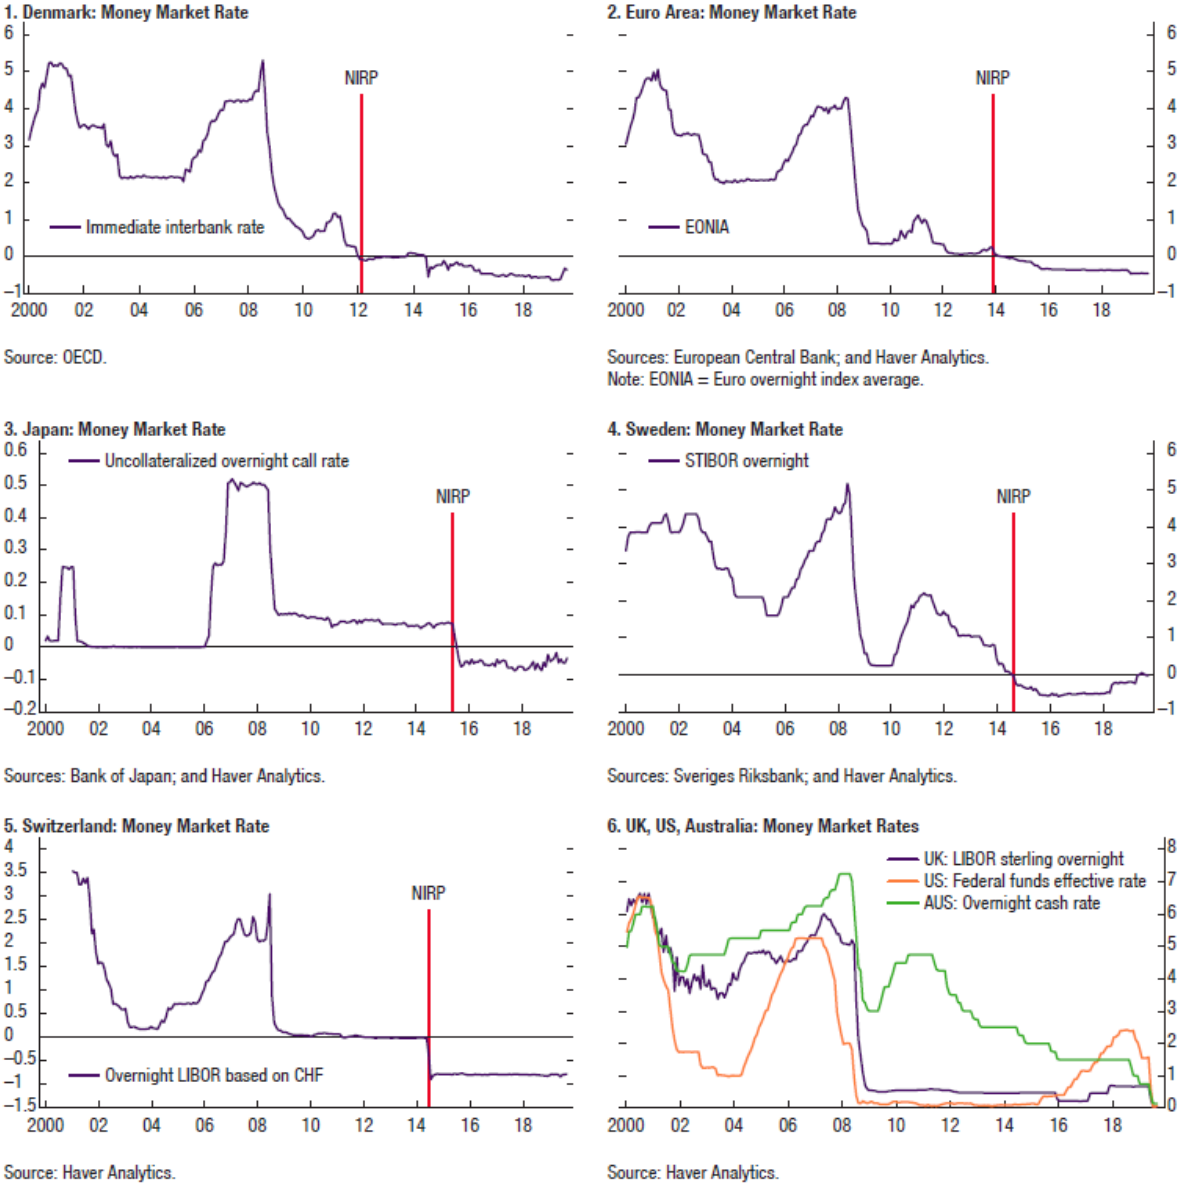 1. Denmark: Money Market Rate
6
5
4
3
2
1
0
–1
NIRP
Immediate interbank rate
2000 02 04 06 08 10 12 14 16 18
Source: OECD.
2. Euro Area: Money Market Rate
6
5
4
3
2
1
0
–1
NIRP
EONIA
2000 02 04 06 08 10 12 14 16 18
Sources: European Central Bank; and Haver Analytics.
Note: EONIA = Euro overnight index average.
3. Japan: Money Market Rate
0.6
0.5
0.4
0.3
0.2
0.1
0
–0.1
–0.2
Uncollateralized overnight call rate
NIRP
2000 02 04 06 08 10 12 14 16 18
Sources: Bank of Japan; and Haver Analytics.
4. Sweden: Money Market Rate
6
5
4
3
2
1
0
–1
STIBOR overnight
NIRP
2000 02 04 06 08 10 12 14 16 18
Sources: Sveriges Riksbank; and Haver Analytics.
5. Switzerland: Money Market Rate
4
3.5
3
2.5
2
1.5
1
0.5
0
–0.5
–1
–1.5
NIRP
Overnight LIBOR based on CHF
2000 02 04 06 08 10 12 14 16 18
Source: Haver Analytics.
6. UK, US, Australia: Money Market Rates
8
7
6
5
4
3
2
1
0
UK: LIBOR sterling overnight
US: Federal funds effective rate
AUS: Overnight cash rate
2000 02 04 06 08 10 12 14 16 18
Source: Haver Analytics.